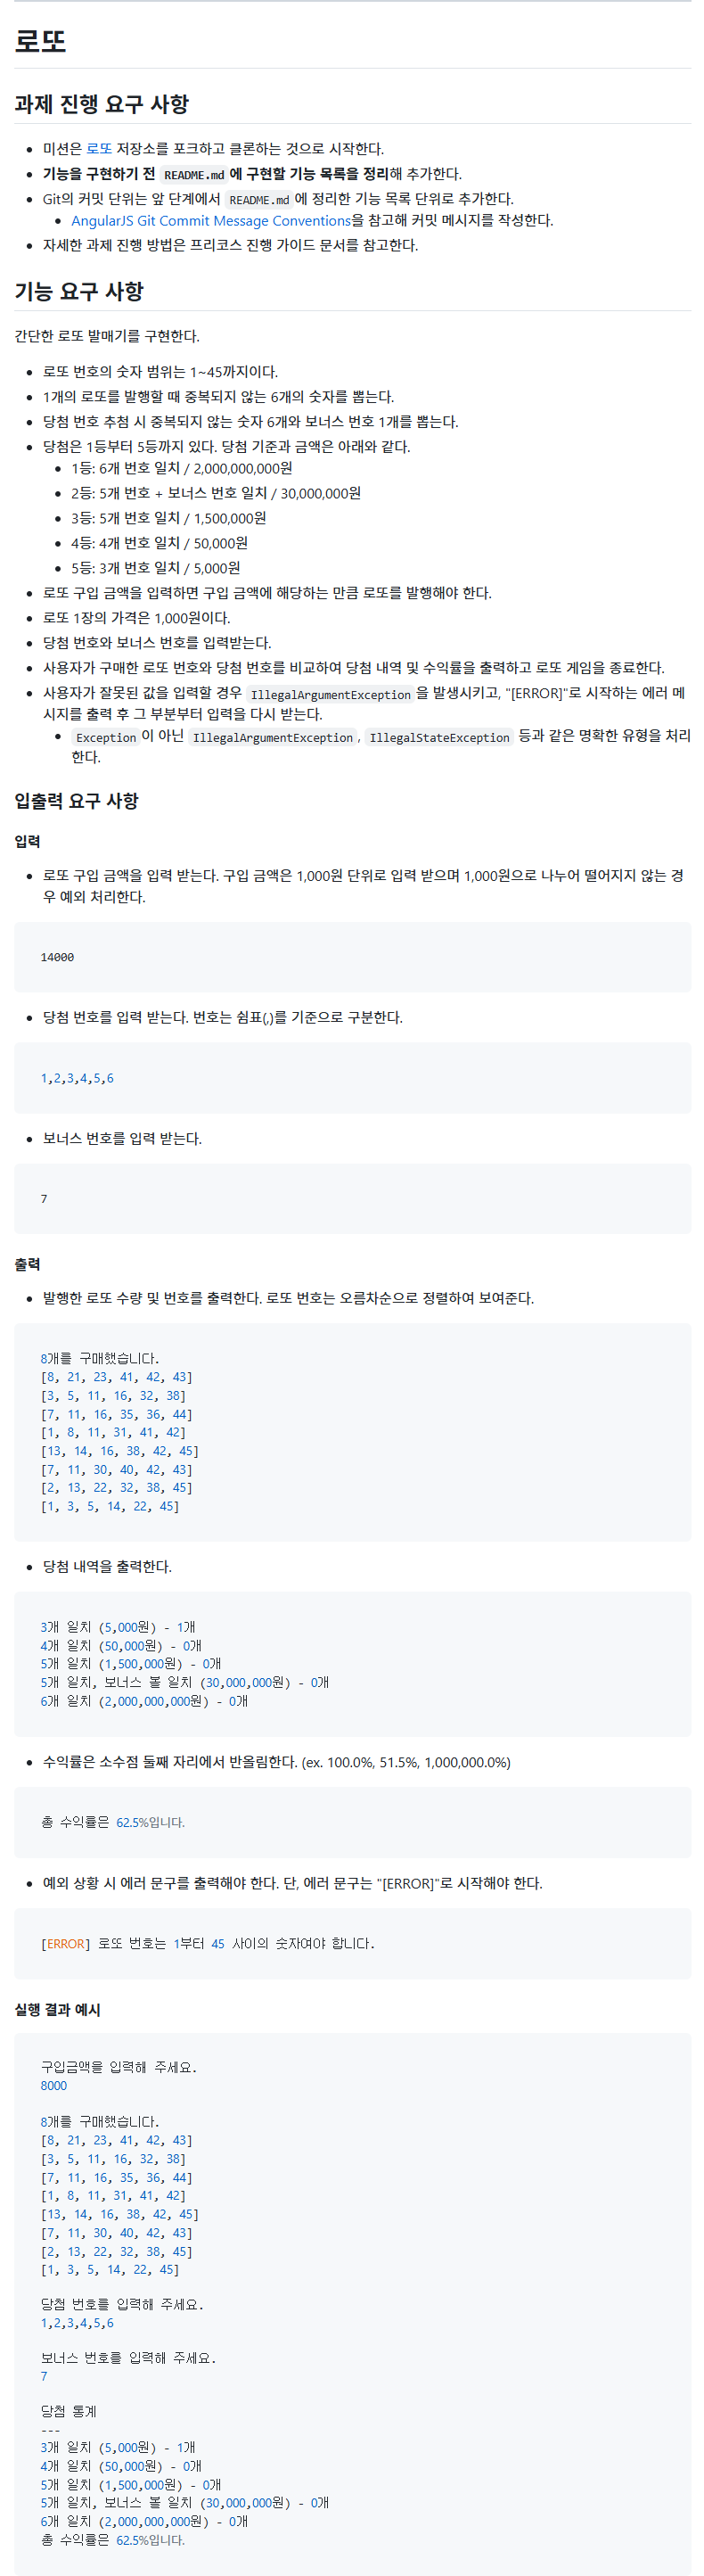 로또
과제 진행 요구 사항
미션은 로또 저장소를 포크하고 클론하는 것으로 시작한다.
기능을 구현하기 전 README.md에 구현할 기능 목록을 정리해 추가한다.
Git의 커밋 단위는 앞 단계에서 README.md에 정리한 기능 목록 단위로 추가한다.
AngularJS Git Commit Message Conventions을 참고해 커밋 메시지를 작성한다.
자세한 과제 진행 방법은 프리코스 진행 가이드 문서를 참고한다.
기능 요구 사항
간단한 로또 발매기를 구현한다.
로또 번호의 숫자 범위는 1~45까지이다.
1개의 로또를 발행할 때 중복되지 않는 6개의 숫자를 뽑는다.
당첨 번호 추첨 시 중복되지 않는 숫자 6개와 보너스 번호 1개를 뽑는다.
당첨은 1등부터 5등까지 있다. 당첨 기준과 금액은 아래와 같다.
1등: 6개 번호 일치 / 2,000,000,000원
2등: 5개 번호 + 보너스 번호 일치 / 30,000,000원
3등: 5개 번호 일치 / 1,500,000원
4등: 4개 번호 일치 / 50,000원
5등: 3개 번호 일치 / 5,000원
로또 구입 금액을 입력하면 구입 금액에 해당하는 만큼 로또를 발행해야 한다.
로또 1장의 가격은 1,000원이다.
당첨 번호와 보너스 번호를 입력받는다.
사용자가 구매한 로또 번호와 당첨 번호를 비교하여 당첨 내역 및 수익률을 출력하고 로또 게임을 종료한다.
사용자가 잘못된 값을 입력할 경우 IllegalArgumentException을 발생시키고, "[ERROR]"로 시작하는 에러 메
시지를 출력 후 그 부분부터 입력을 다시 받는다.
Exception이 아닌 IllegalArgumentException, IllegalStateException 등과 같은 명확한 유형을 처리
한다.
입출력 요구 사항
입력
로또 구입 금액을 입력 받는다. 구입 금액은 1,000원 단위로 입력 받으며 1,000원으로 나누어 떨어지지 않는 경
우 예외 처리한다.
14000
당첨 번호를 입력 받는다. 번호는 쉼표(,)를 기준으로 구분한다.
1,2,3,4,5,6
보너스 번호를 입력 받는다.
7
출력
발행한 로또 수량 및 번호를 출력한다. 로또 번호는 오름차순으로 정렬하여 보여준다.
8개를 구매했습니다.
[8, 21, 23, 41, 42, 43]
[3, 5, 11, 16, 32, 38]
[7, 11, 16, 35, 36, 44]
[1, 8, 11, 31, 41, 42]
[13, 14, 16, 38, 42, 45]
[7, 11, 30, 40, 42, 43]
[2, 13, 22, 32, 38, 45]
[1, 3, 5, 14, 22, 45]
당첨 내역을 출력한다.
3개 일치 (5,000원) - 1개
4개 일치 (50,000원) - 0개
5개 일치 (1,500,000원) - 0개
5개 일치, 보너스 볼 일치 (30,000,000원) - 0개
6개 일치 (2,000,000,000원) - 0개
수익률은 소수점 둘째 자리에서 반올림한다. (ex. 100.0%, 51.5%, 1,000,000.0%)
총 수익률은 62.5%입니다.
예외 상황 시 에러 문구를 출력해야 한다. 단, 에러 문구는 "[ERROR]"로 시작해야 한다.
[ERROR] 로또 번호는 1부터 45 사이의 숫자여야 합니다.
실행 결과 예시
구입금액을 입력해 주세요.
8000
8개를 구매했습니다.
[8, 21, 23, 41, 42, 43]
[3, 5, 11, 16, 32, 38]
[7, 11, 16, 35, 36, 44]
[1, 8, 11, 31, 41, 42]
[13, 14, 16, 38, 42, 45]
[7, 11, 30, 40, 42, 43]
[2, 13, 22, 32, 38, 45]
[1, 3, 5, 14, 22, 45]
당첨 번호를 입력해 주세요.
1,2,3,4,5,6
보너스 번호를 입력해 주세요.
7
당첨 통계
---
3개 일치 (5,000원) - 1개
4개 일치 (50,000원) - 0개
5개 일치 (1,500,000원) - 0개
5개 일치, 보너스 볼 일치 (30,000,000원) - 0개
6개 일치 (2,000,000,000원) - 0개
총 수익률은 62.5%입니다.